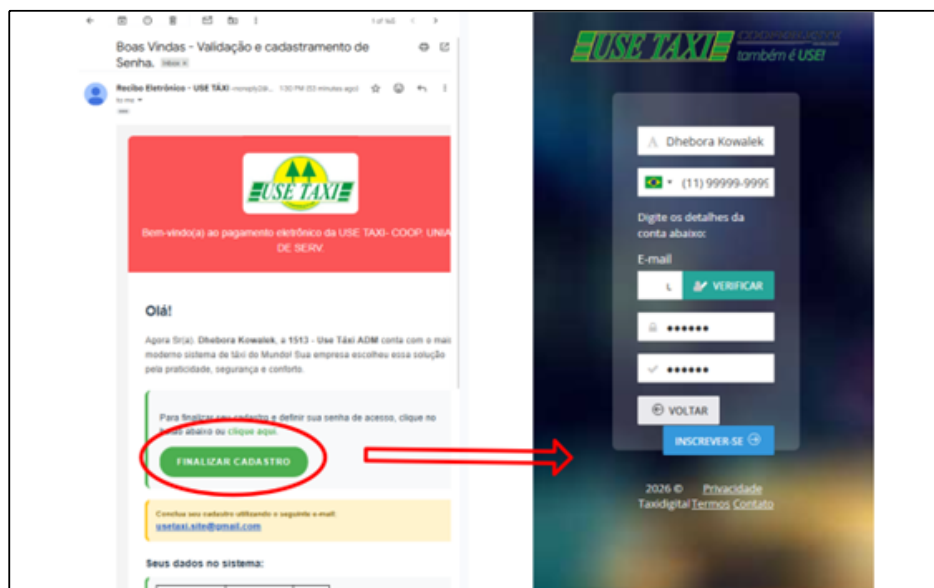 1 of 165
Boas Vindas - Validação e cadastramento de
Senha.
Inbox x
Recibo Eletrônico - USE TÁXI
1:30 PM (53 minutes ago)
to me
USE TAXI
Bem-vindo(a) ao pagamento eletrônico da USE TAXI- COOP. UNIA
DE SERV.
Olá!
Agora Sr(a). Dhebora Kowalek, a 1513 - Use Táxi ADM conta com o mais
moderno sistema de táxi do Mundo! Sua empresa escolheu essa solução
pela praticidade, segurança e conforto.
Para finalizar seu cadastro e definir sua senha de acesso, clique no
botão abaixo ou clique aqui.
FINALIZAR CADASTRO
Conclua seu cadastro utilizando o seguinte e-mail:
usetaxi.site@gmail.com
Seus dados no sistema:
USE TAXI
também é USE!
Dhebora Kowalek
(11) 99999-9999
Digite os detalhes da
conta abaixo:
E-mail
L
VERIFICAR
VOLTAR
INSCREVER-SE
2026 © Privacidade
Taxidigital Termos Contato